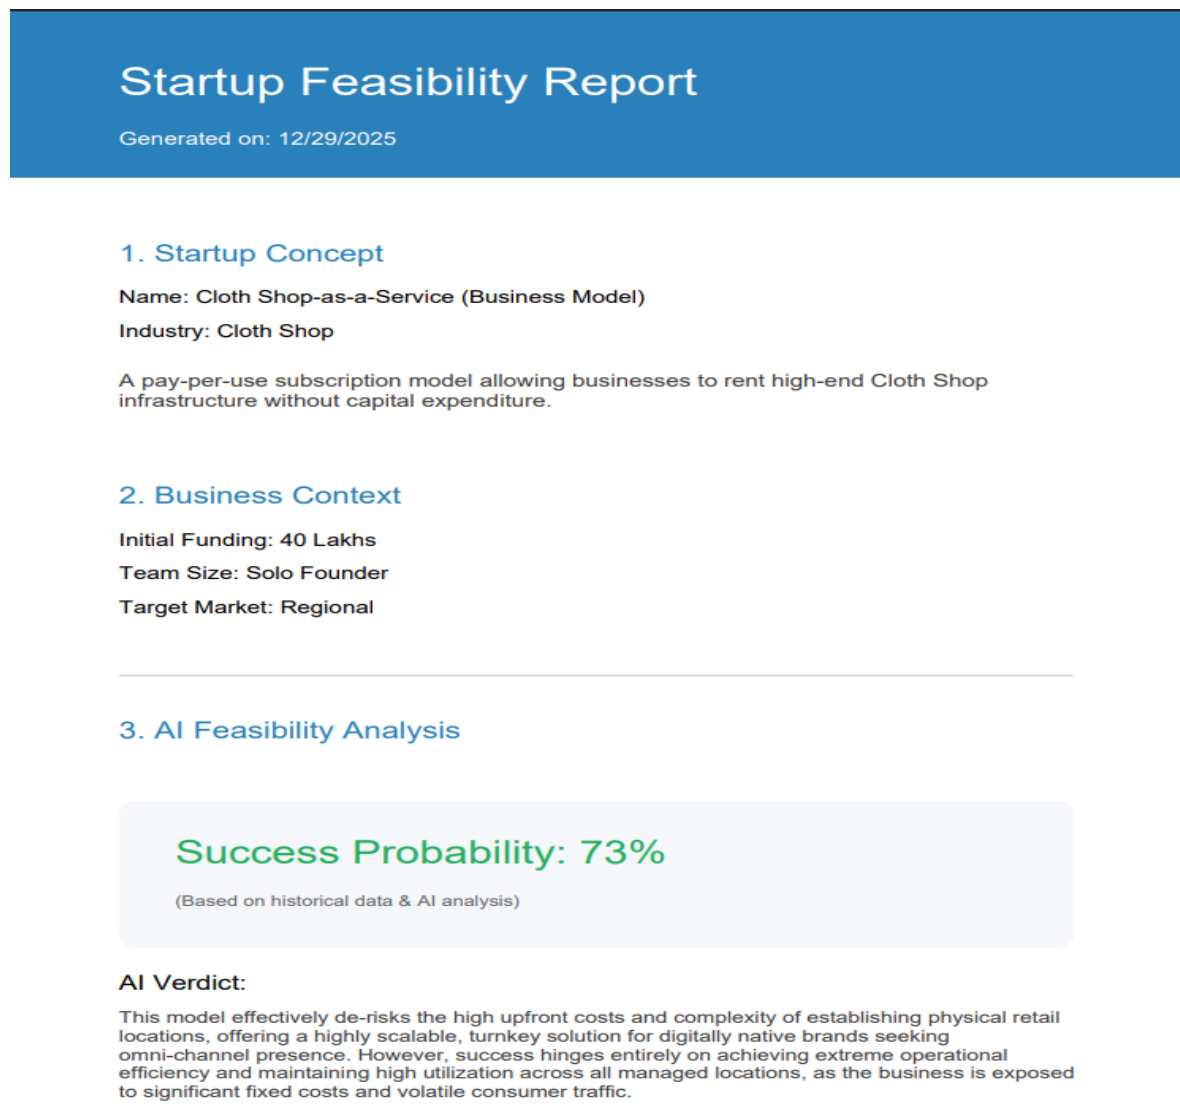 Startup Feasibility Report
Generated on: 12/29/2025
1. Startup Concept
Name: Cloth Shop-as-a-Service (Business Model)
Industry: Cloth Shop
A pay-per-use subscription model allowing businesses to rent high-end Cloth Shop
infrastructure without capital expenditure.
2. Business Context
Initial Funding: 40 Lakhs
Team Size: Solo Founder
Target Market: Regional
3. AI Feasibility Analysis
Success Probability: 73%
(Based on historical data & AI analysis)
AI Verdict:
This model effectively de-risks the high upfront costs and complexity of establishing physical retail
locations, offering a highly scalable, turnkey solution for digitally native brands seeking
omni-channel presence. However, success hinges entirely on achieving extreme operational
efficiency and maintaining high utilization across all managed locations, as the business is exposed
to significant fixed costs and volatile consumer traffic.